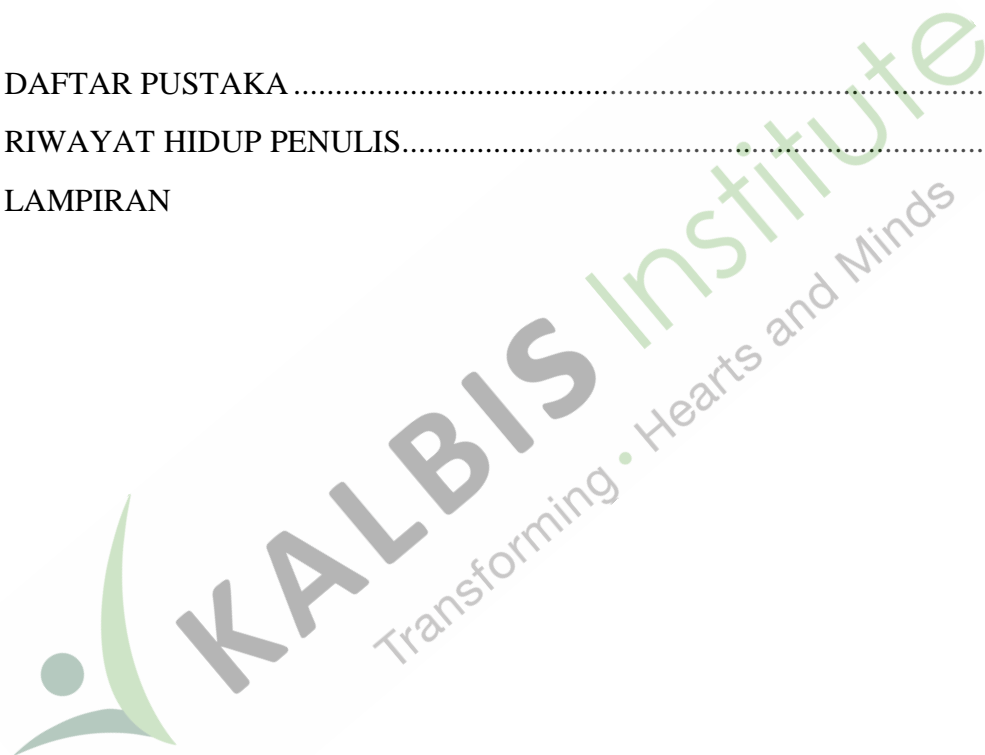 DAFTAR PUSTAKA ....................................................................................
RIWAYAT HIDUP PENULIS.......................................................................
LAMPIRAN
KALBIS Institute
Transforming • Hearts and Minds